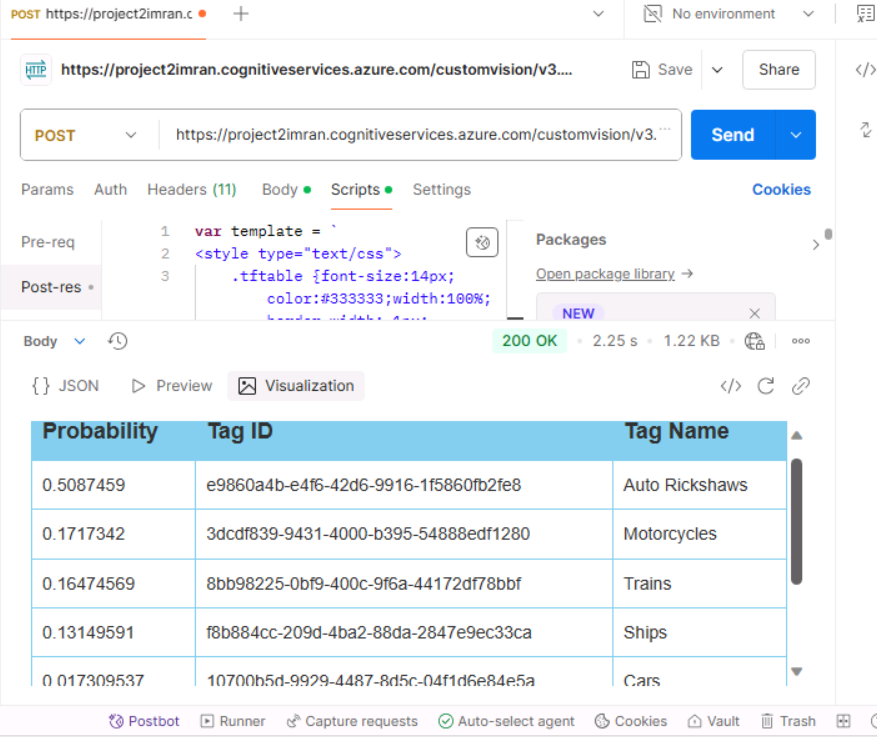 POST https://project2imran.c
No environment
HTTP https://project2imran.cognitiveservices.azure.com/customvision/v3....
Save
Share
POST
https://project2imran.cognitiveservices.azure.com/customvision/v3. ...
Send
Params Auth Headers (11) Body Scripts Settings Cookies
Pre-req
Post-res
1 var template = `
2 <style type="text/css">
3 .tftable {font-size:14px;
color:#333333;width:100%;
Packages
Open package library →
NEW
Body
200 OK • 2.25 s • 1.22 KB
{} JSON Preview Visualization
Probability Tag ID Tag Name
0.5087459 e9860a4b-e4f6-42d6-9916-1f5860fb2fe8 Auto Rickshaws
0.1717342 3dcdf839-9431-4000-b395-54888edf1280 Motorcycles
0.16474569 8bb98225-0bf9-400c-9f6a-44172df78bbf Trains
0.13149591 f8b884cc-209d-4ba2-88da-2847e9ec33ca Ships
0.017309537 10700b5d-9929-4487-8d5c-04f1d6e84e5a Cars
Postbot Runner Capture requests Auto-select agent Cookies Vault Trash